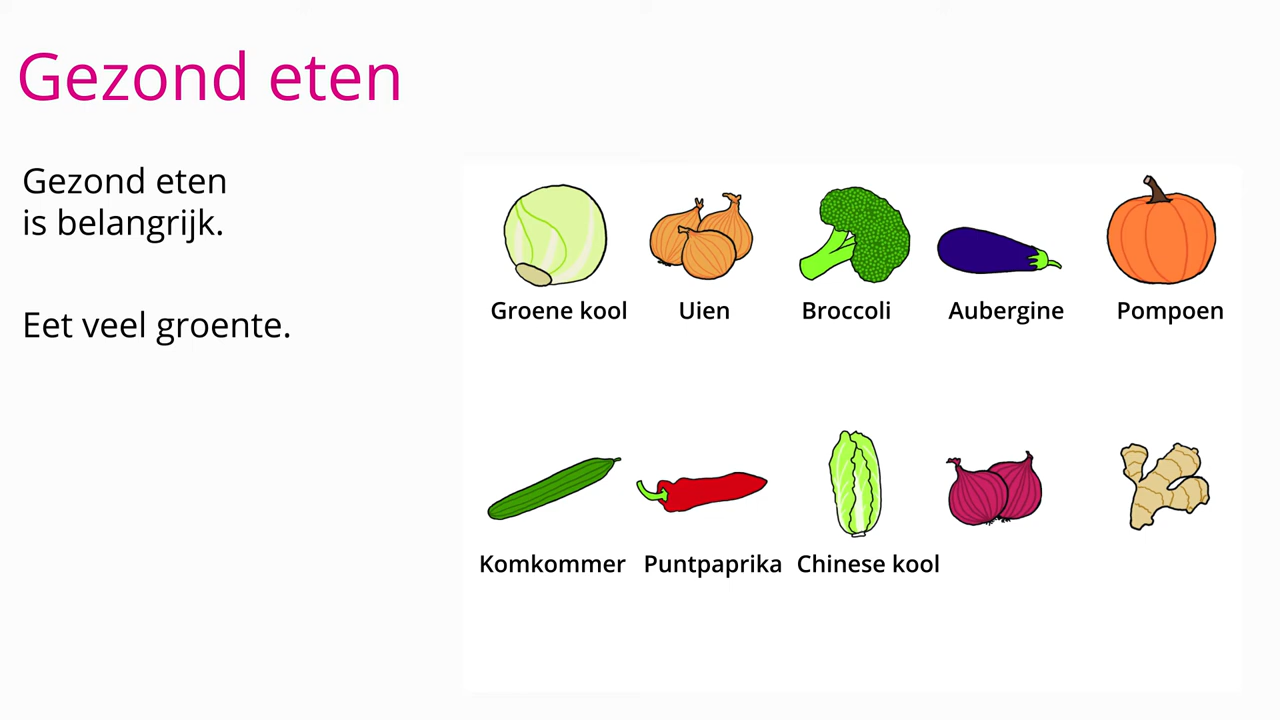 Gezond eten
Gezond eten
is belangrijk.
Eet veel groente.
Groene kool
Uien
Broccoli
Aubergine
Pompoen
Komkommer
Puntpaprika
Chinese kool